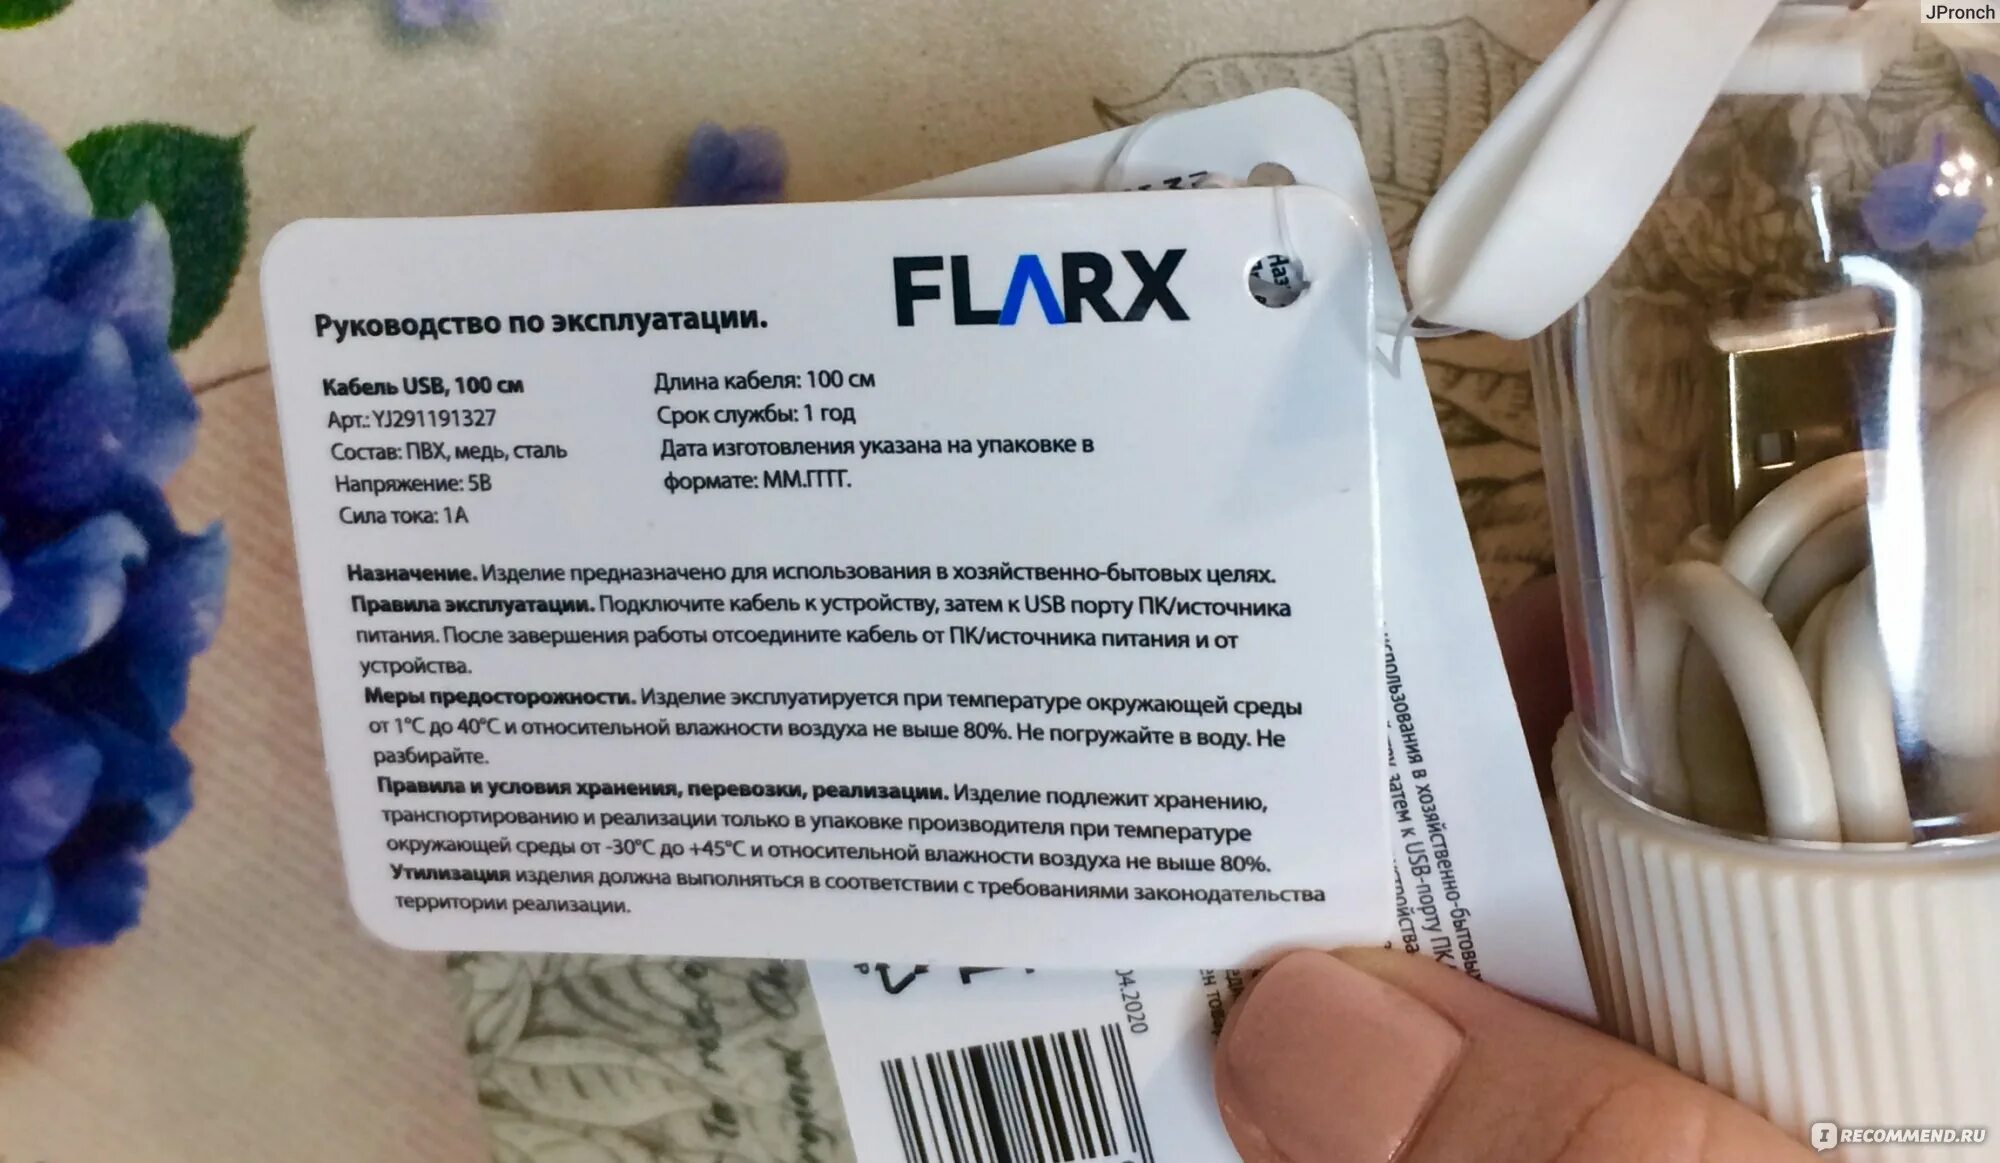 JPronch
FLARX
Руководство по эксплуатации.
Кабель USB, 100 см
Арт.: YJ291191327
Состав: ПВХ, медь, сталь
Напряжение: 5В
Сила тока: 1А
Длина кабеля: 100 см
Срок службы: 1 год
Дата изготовления указана на упаковке в
формате: ММ.ГГГГ.
Назначение. Изделие предназначено для использования в хозяйственно-бытовых целях.
Правила эксплуатации. Подключите кабель к устройству, затем к USB порту ПК/источника
питания. После завершения работы отсоедините кабель от ПК/источника питания и от
устройства.
Меры предосторожности. Изделие эксплуатируется при температуре окружающей среды
от 1°С до 40°С и относительной влажности воздуха не выше 80%. Не погружайте в воду. Не
разбирайте.
Правила и условия хранения, перевозки, реализации. Изделие подлежит хранению,
транспортированию и реализации только в упаковке производителя при температуре
окружающей среды от -30°С до +45°С и относительной влажности воздуха не выше 80%.
Утилизация изделия должна выполняться в соответствии с требованиями законодательства
территории реализации.
Наз
использования в хозяйственно-бытовых
затем к USB-порту ПК
04.2020
IRECOMMEND.RU